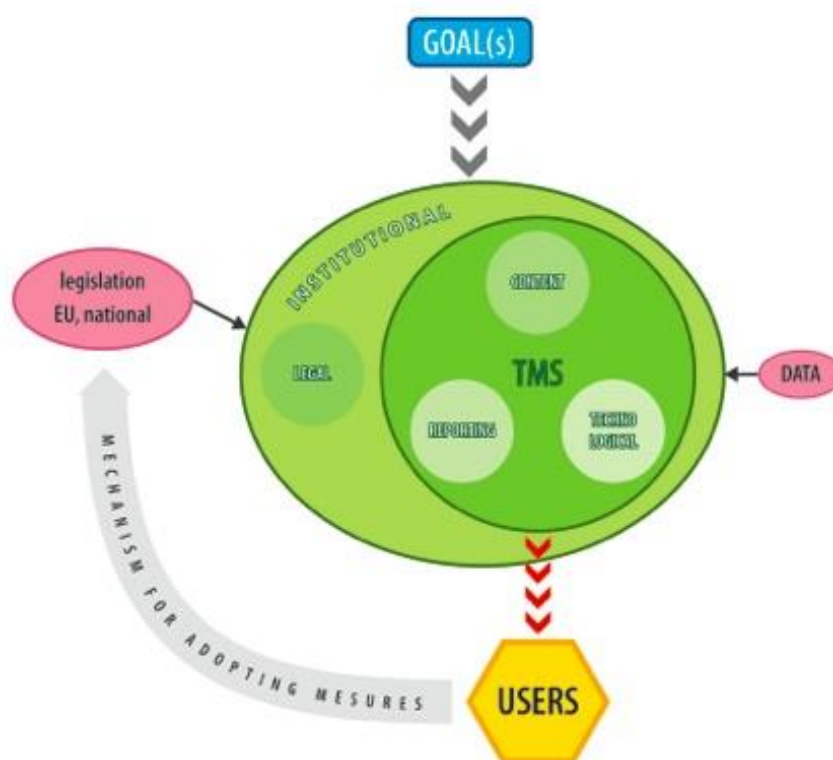 GOAL(s)
INSTITUTIONAL
CONTENT
legislation
EU, national
LEGAL
TMS
DATA
REPORTING
TECHNO
LOGICAL
MECHANISM FOR ADOPTING MESURES
USERS